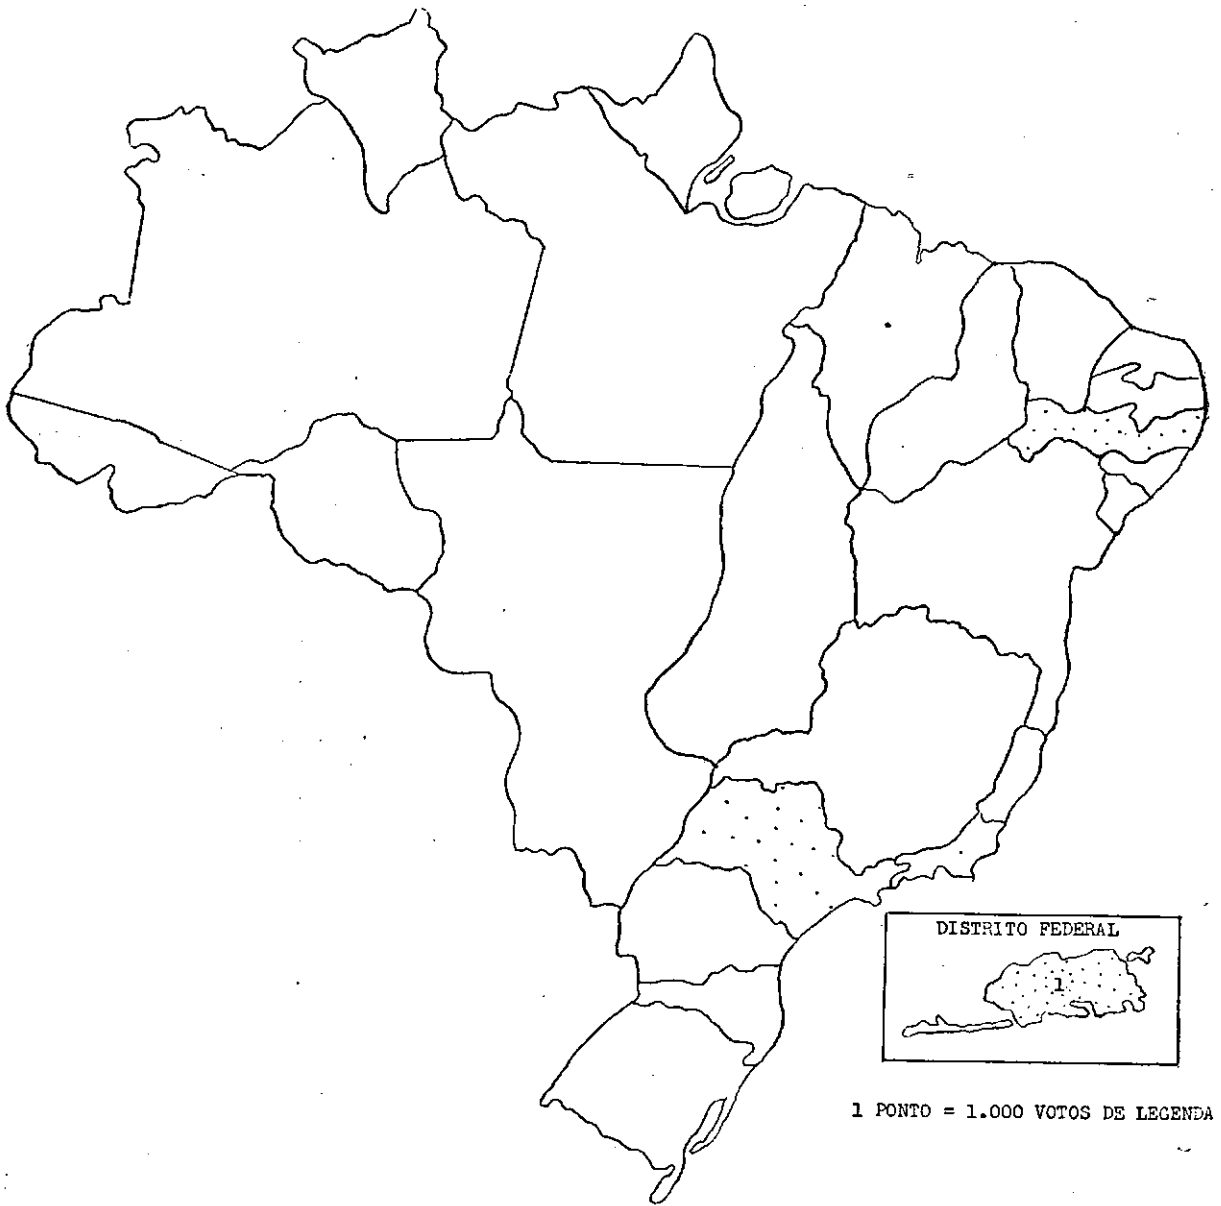 DISTRITO FEDERAL
1
1 PONTO = 1.000 VOTOS DE LEGENDA